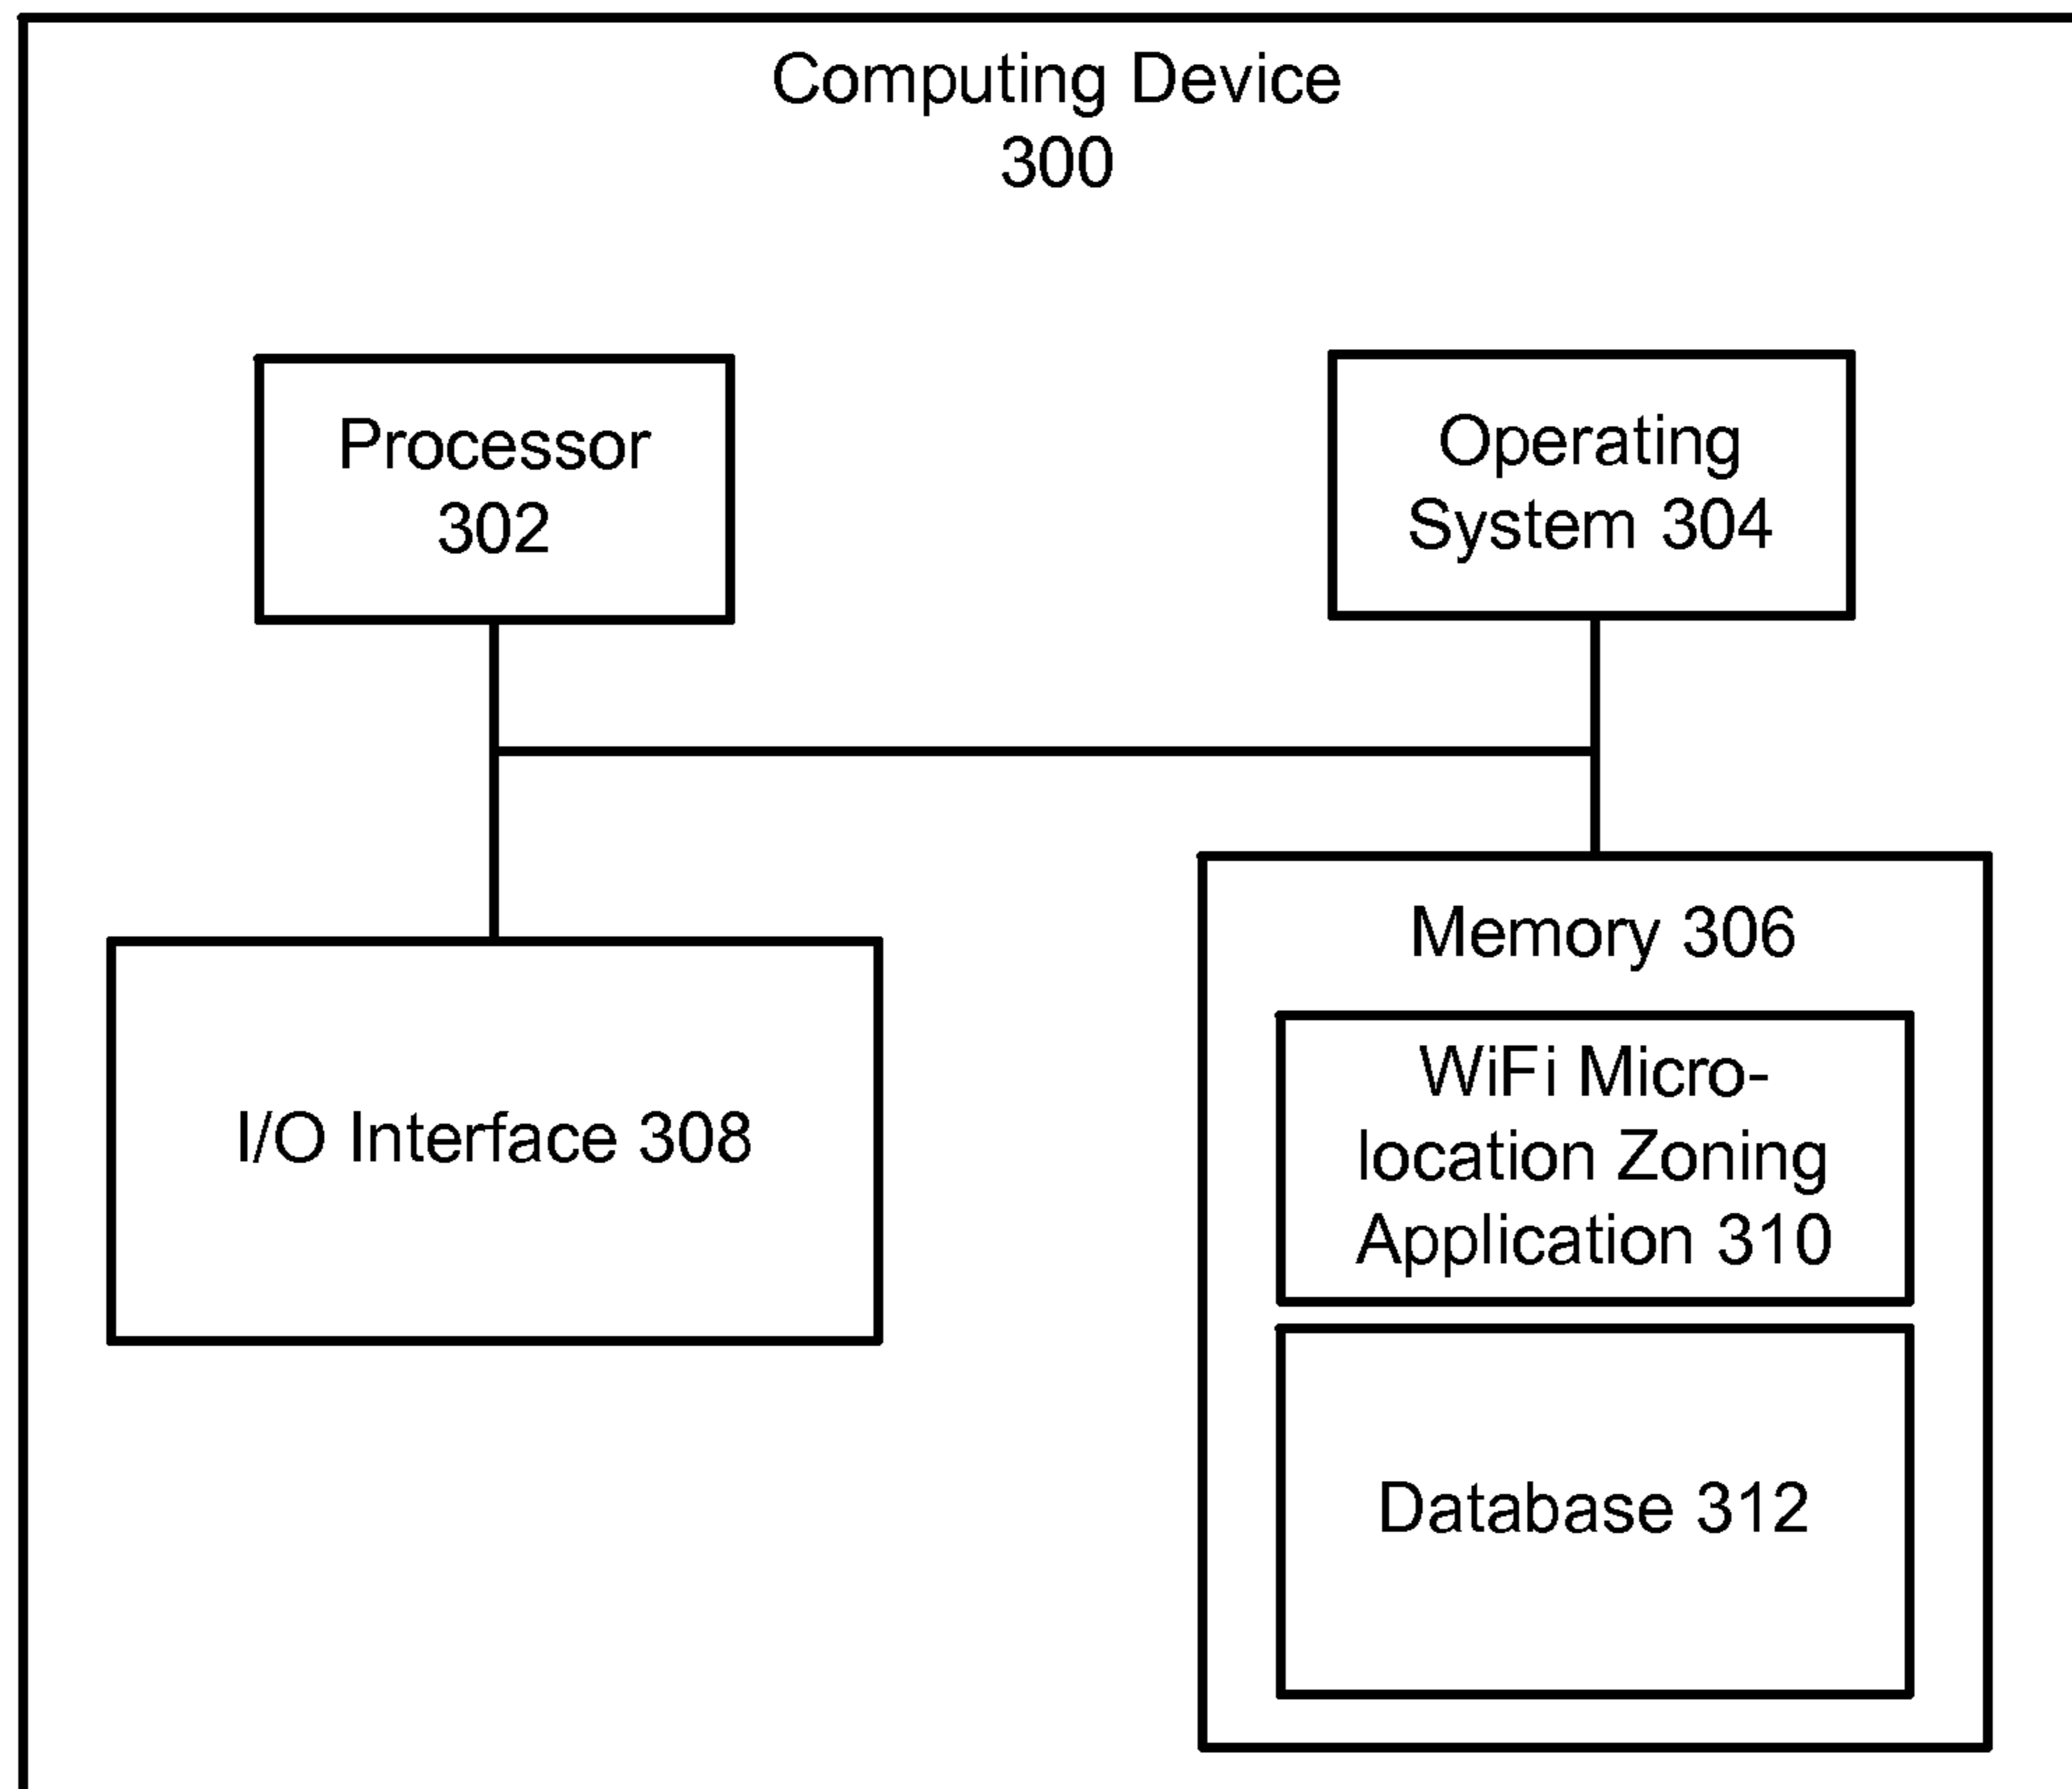 Computing Device
300
Processor
302
Operating
System 304
I/O Interface 308
Memory 306
WiFi Micro-
location Zoning
Application 310
Database 312